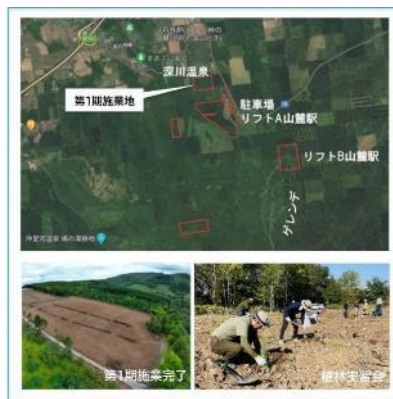 深川温泉
第1期施業地
駐車場
リフトA山麓駅
リフトB山麓駅
ゲレンデ
第1期施業完了
植林実習会